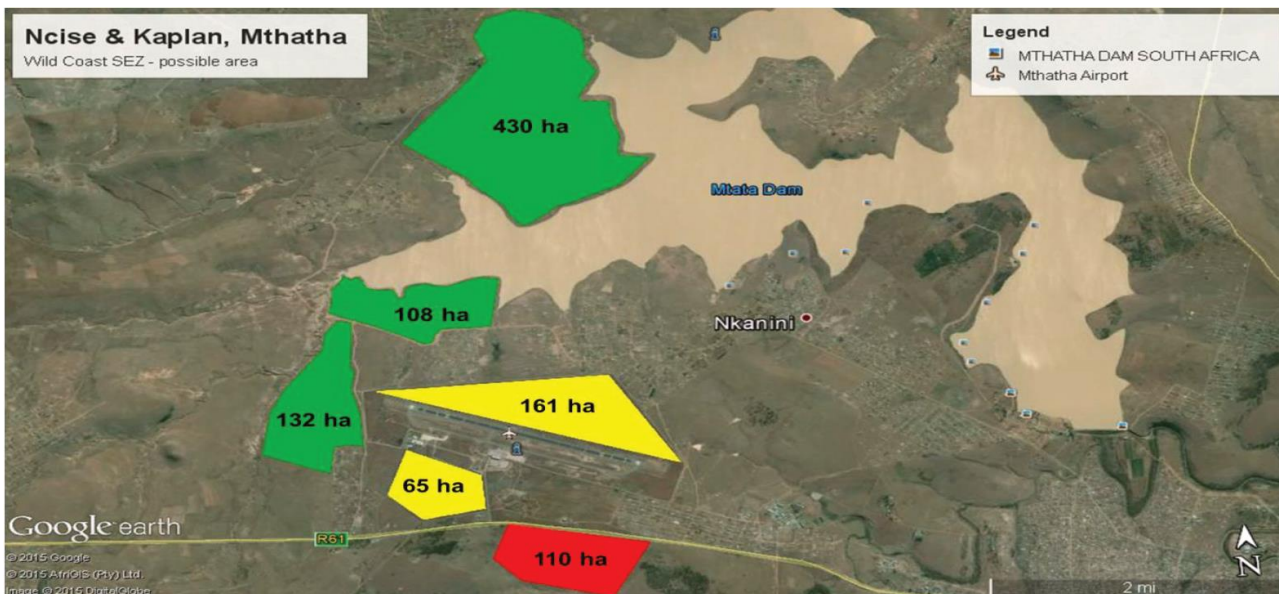 Ncise & Kaplan, Mthatha
Wild Coast SEZ - possible area
Legend
MTHATHA DAM SOUTH AFRICA
Mthatha Airport
430 ha
Mtata Dam
108 ha
Nkanini
132 ha
161 ha
65 ha
Google earth
R61
110 ha
© 2015 Google
© 2015 AfriGIS (Pty) Ltd.
Image © 2015 DigitalGlobe
N
2 mi